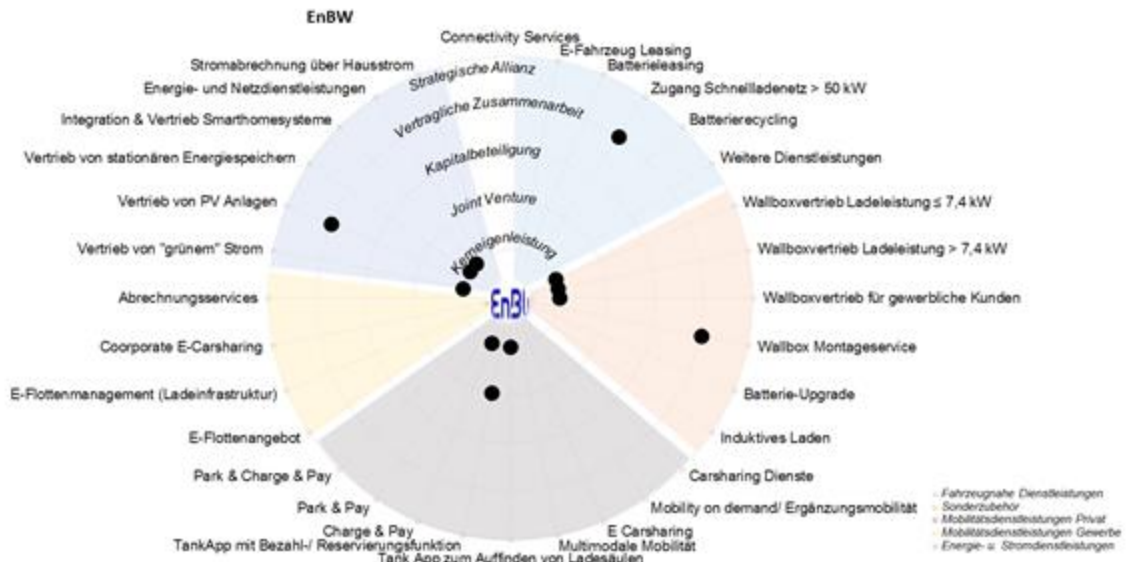 EnBW
Connectivity Services
E-Fahrzeug Leasing
Batterieleasing
Zugang Schnellladenetz > 50 kW
Batterierecycling
Weitere Dienstleistungen
Wallboxvertrieb Ladeleistung ≤ 7,4 kW
Wallboxvertrieb Ladeleistung > 7,4 kW
Wallboxvertrieb für gewerbliche Kunden
Wallbox Montageservice
Batterie-Upgrade
Induktives Laden
Carsharing Dienste
Mobility on demand/ Ergänzungsmobilität
E Carsharing
Multimodale Mobilität
Tank App zum Auffinden von Ladesäulen
TankApp mit Bezahl-/ Reservierungsfunktion
Charge & Pay
Park & Pay
Park & Charge & Pay
E-Flottenangebot
E-Flottenmanagement (Ladeinfrastruktur)
Coorporate E-Carsharing
Abrechnungsservices
Vertrieb von "grünem" Strom
Vertrieb von PV Anlagen
Vertrieb von stationären Energiespeichern
Integration & Vertrieb Smarthomesysteme
Energie- und Netzdienstleistungen
Stromabrechnung über Hausstrom
Strategische Allianz
Vertragliche Zusammenarbeit
Kapitalbeteiligung
Joint Venture
Kerneigenleistung
EnBW
Fahrzeugnahe Dienstleistungen
Sonderzubehör
Mobilitätsdienstleistungen Privat
Mobilitätsdienstleistungen Gewerbe
Energie- u. Stromdienstleistungen